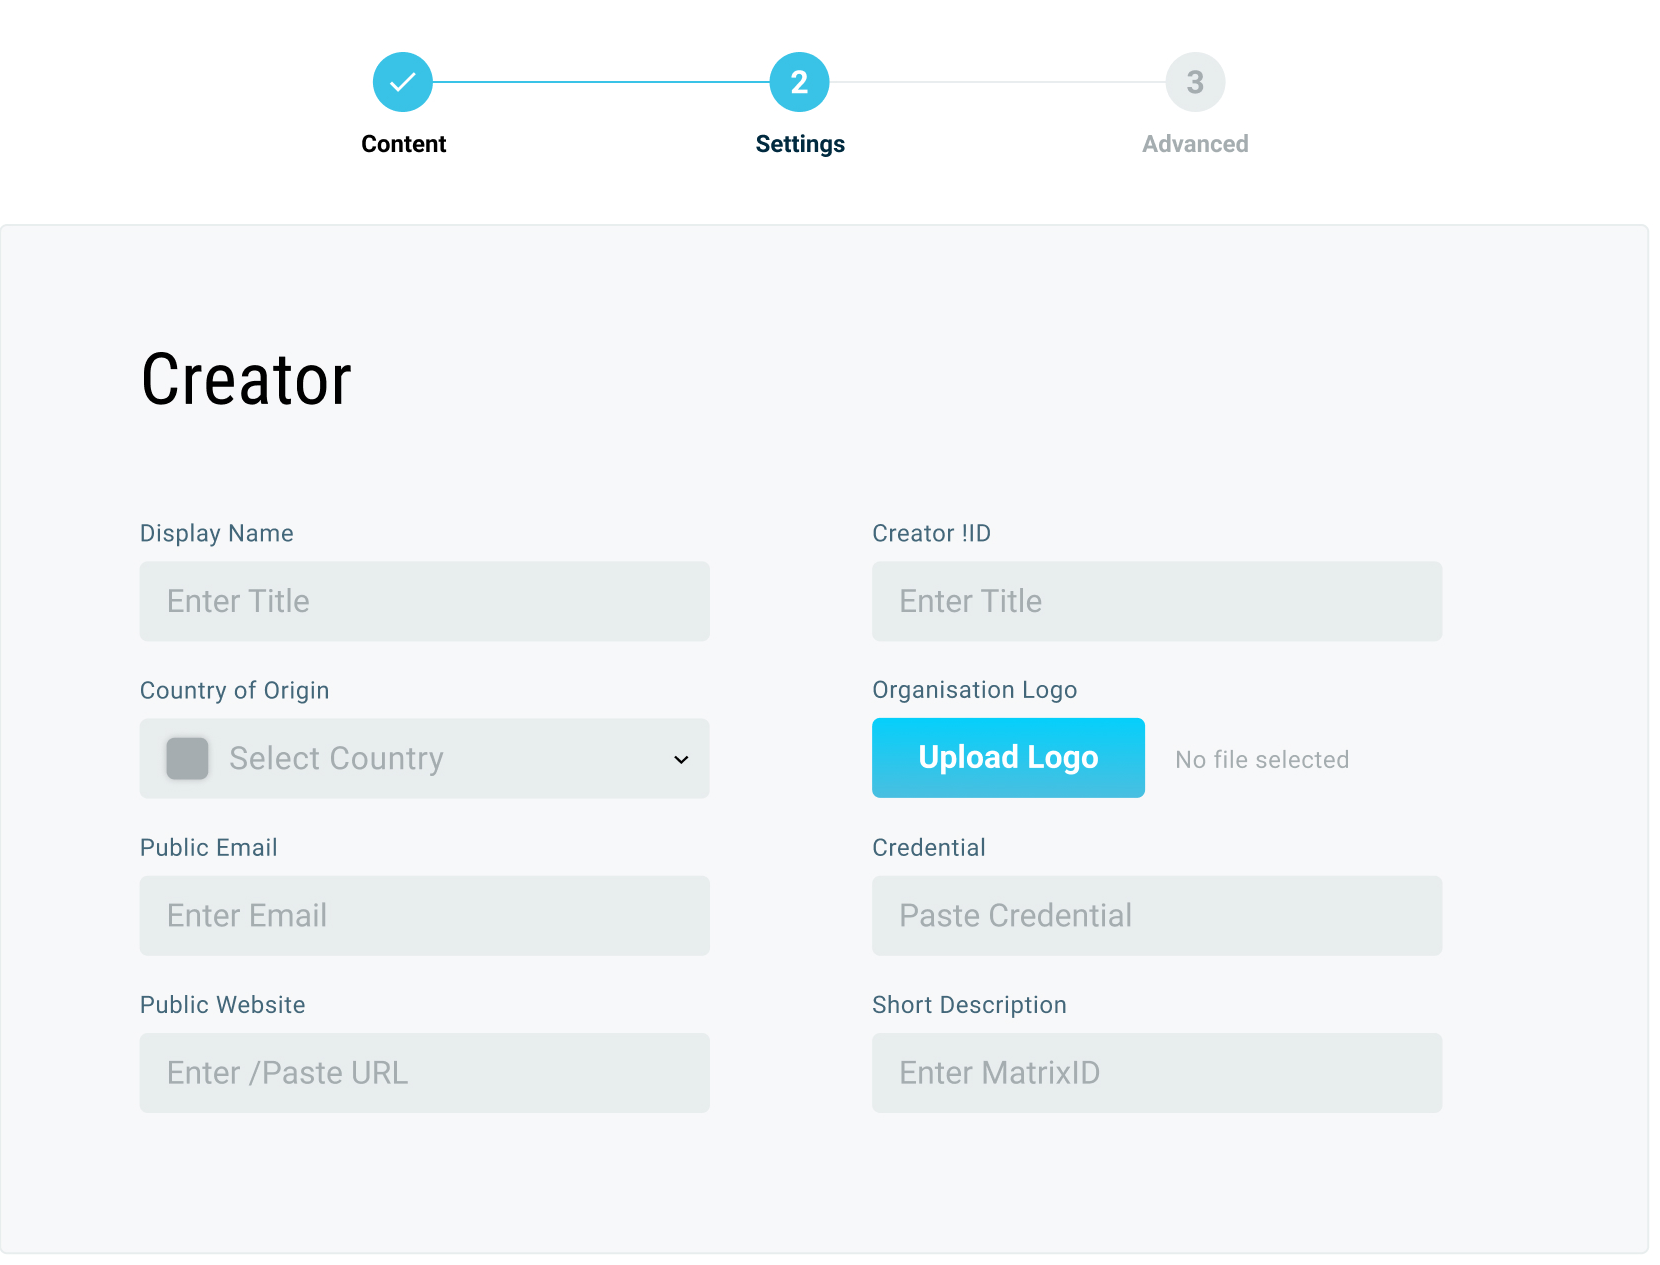 2
3
Content
Settings
Advanced
Creator
Display Name
Creator !ID
Enter Title
Enter Title
Country of Origin
Organisation Logo
Select Country
Upload Logo
No file selected
Public Email
Credential
Enter Email
Paste Credential
Public Website
Short Description
Enter /Paste URL
Enter MatrixID